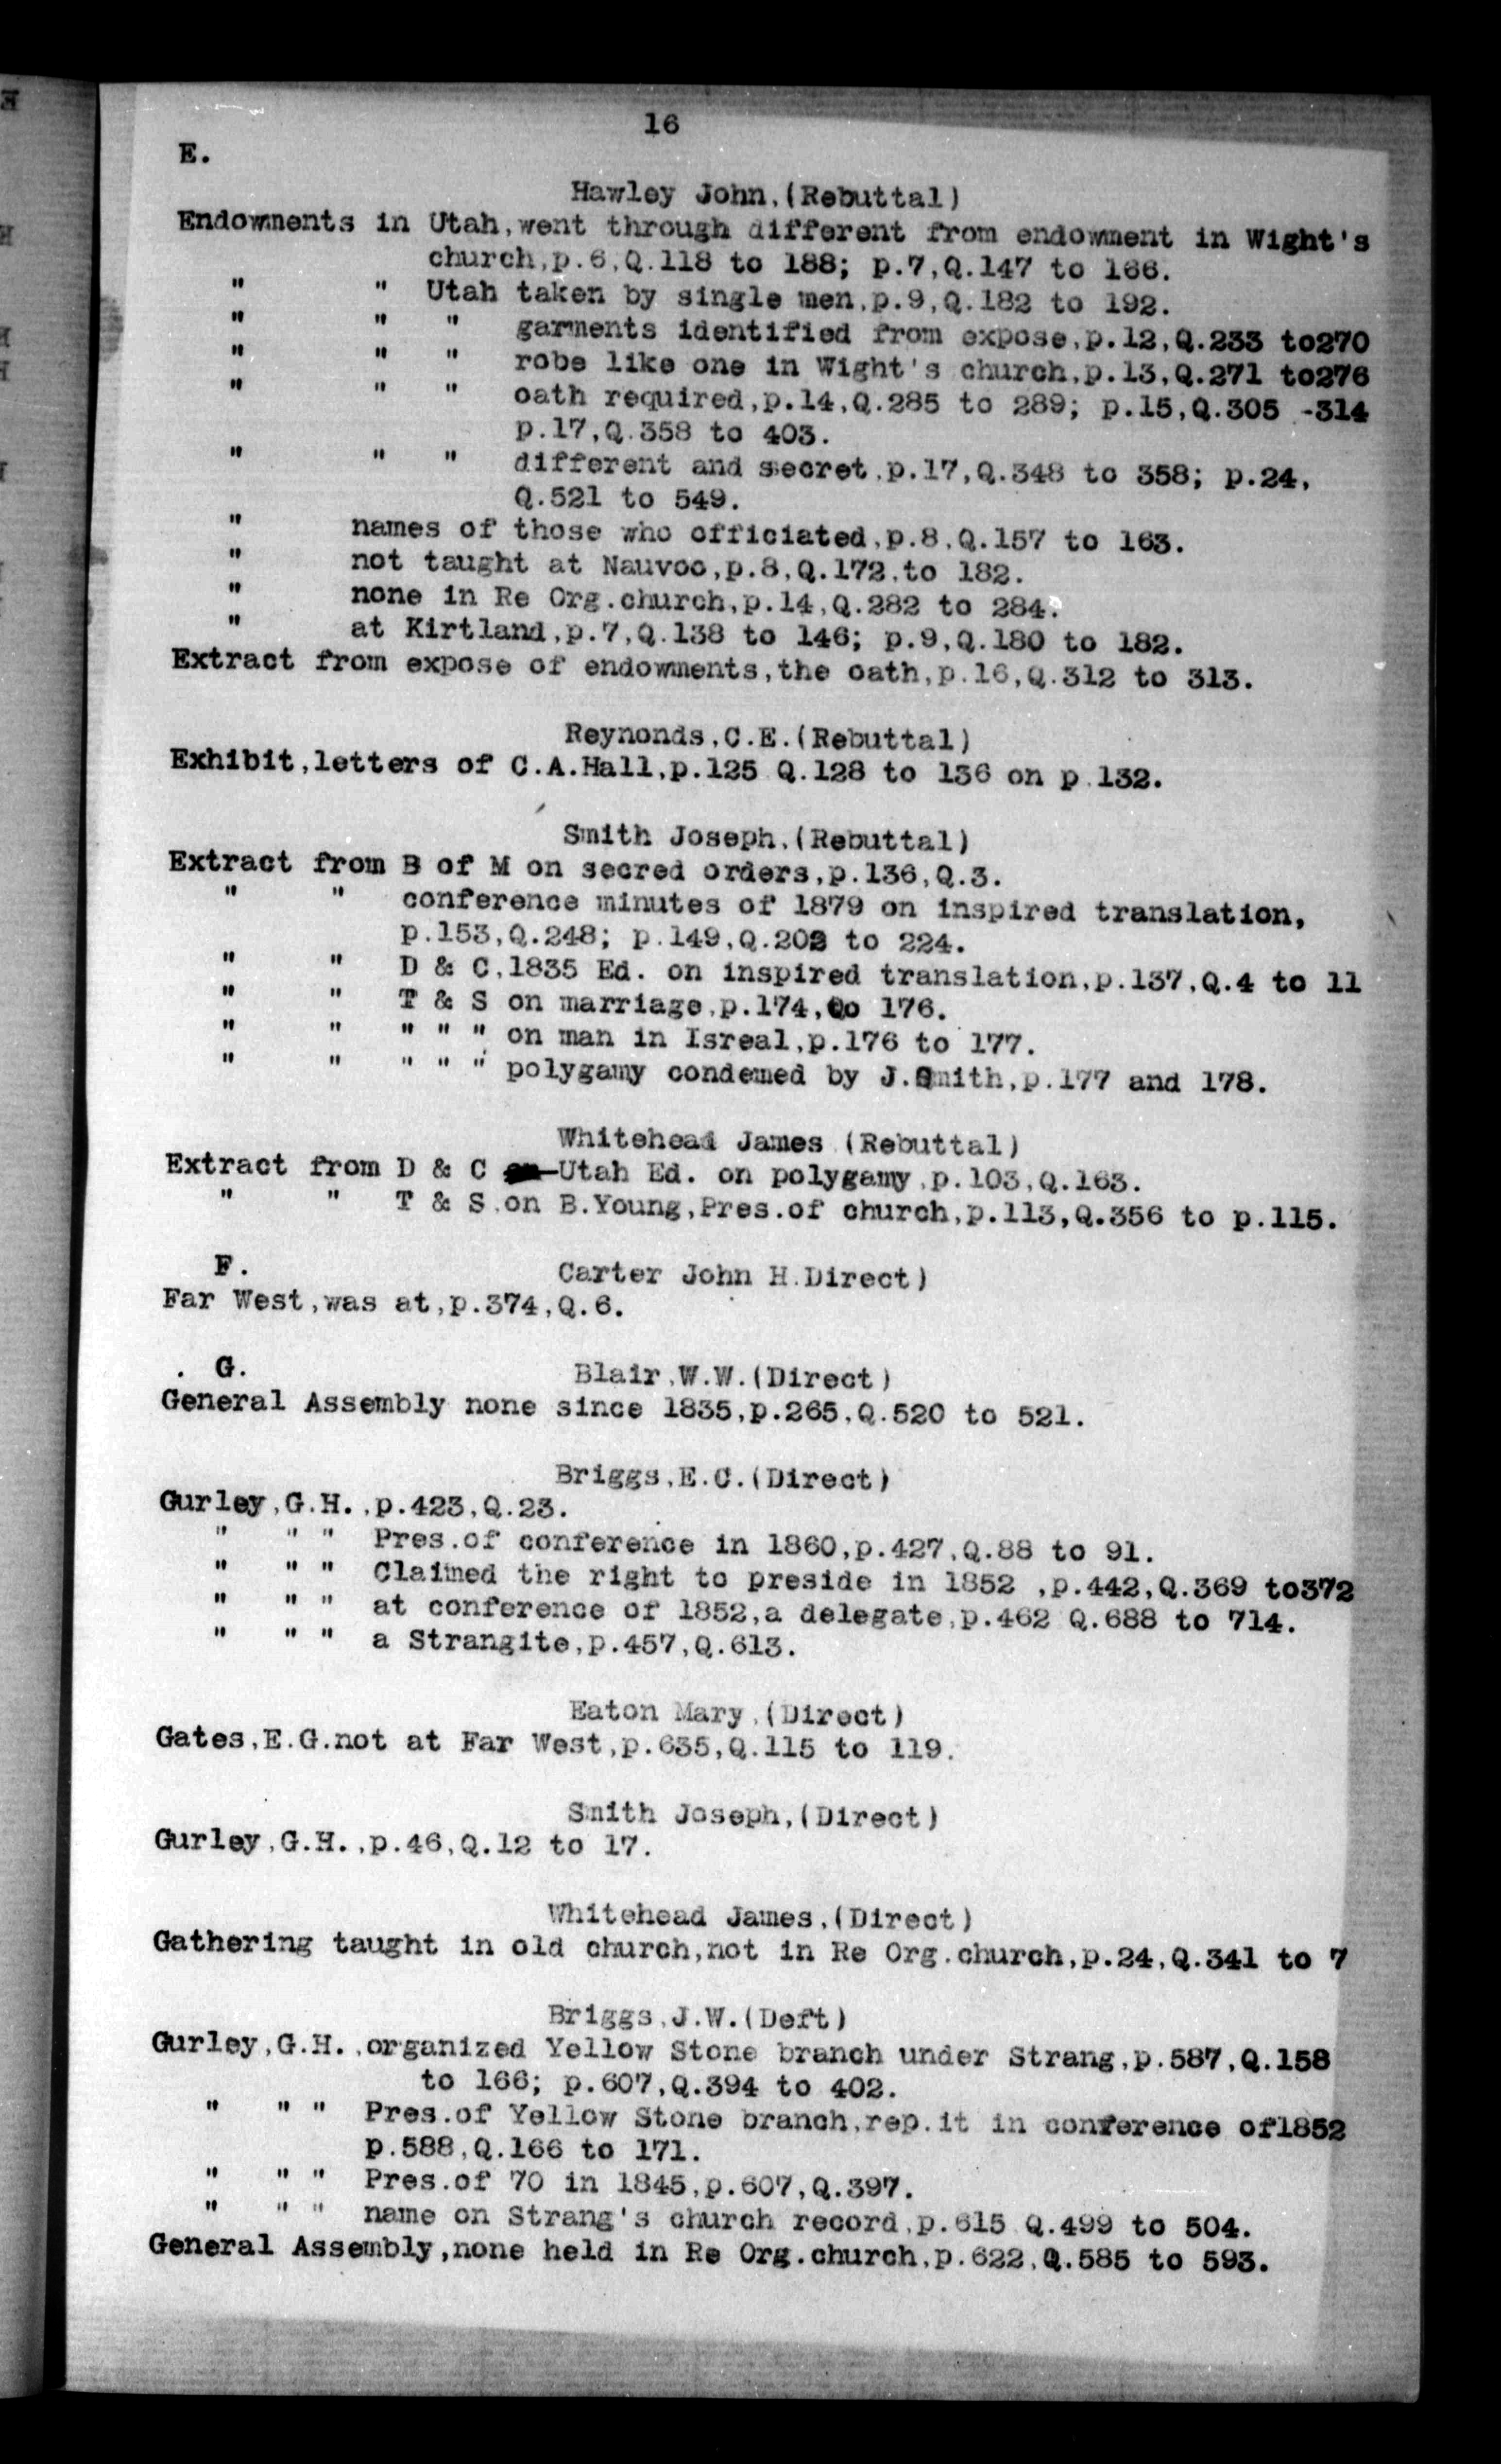 16
E.
Hawley John,(Rebuttal)
Endowments in Utah,went through different from endowment in Wight's
church,p.6,Q.118 to 188; p.7,Q.147 to 166.
" " Utah taken by single men,p.9,Q.182 to 192.
" " " garments identified from expose,p.12,Q.233 to270
" " " robe like one in Wight's church,p.13,Q.271 to276
" " " oath required,p.14,Q.285 to 289; p.15,Q.305 -314
p.17,Q.358 to 403.
" " " different and secret,p.17,Q.348 to 358; p.24,
Q.521 to 549.
" names of those who officiated,p.8,Q.157 to 163.
" not taught at Nauvoo,p.8,Q.172,to 182.
" none in Re Org.church,p.14,Q.282 to 284.
" at Kirtland,p.7,Q.138 to 146; p.9,Q.180 to 182.
Extract from expose of endowments,the oath,p.16,Q.312 to 313.
Reynonds,C.E.(Rebuttal)
Exhibit,letters of C.A.Hall,p.125 Q.128 to 136 on p.132.
Smith Joseph,(Rebuttal)
Extract from B of M on secred orders,p.136,Q.3.
" " conference minutes of 1879 on inspired translation,
p.153,Q.248; p.149,Q.202 to 224.
" " D & C,1835 Ed. on inspired translation,p.137,Q.4 to 11
" " T & S on marriage,p.174,to 176.
" " " " " on man in Isreal,p.176 to 177.
" " " " " polygamy condemed by J.Smith,p.177 and 178.
Whitehead James (Rebuttal)
Extract from D & C Utah Ed. on polygamy,p.103,Q.163.
" " T & S.on B.Young,Pres.of church,p.113,Q.356 to p.115.
F.
Carter John H.Direct)
Far West,was at,p.374,Q.6.
. G.
Blair,W.W.(Direct)
General Assembly none since 1835,p.265,Q.520 to 521.
Briggs,E.C.(Direct)
Gurley,G.H.,p.423,Q.23.
" " " Pres.of conference in 1860,p.427,Q.88 to 91.
" " " Claimed the right to preside in 1852 ,p.442,Q.369 to372
" " " at conference of 1852,a delegate,p.462 Q.688 to 714.
" " " a Strangite,p.457,Q.613.
Eaton Mary,(Direct)
Gates,E.G.not at Far West,p.635,Q.115 to 119.
Smith Joseph,(Direct)
Gurley,G.H.,p.46,Q.12 to 17.
Whitehead James,(Direct)
Gathering taught in old church,not in Re Org.church,p.24,Q.341 to 7
Briggs,J.W.(Deft)
Gurley,G.H.,organized Yellow Stone branch under Strang,p.587,Q.158
to 166; p.607,Q.394 to 402.
" " " Pres.of Yellow Stone branch,rep.it in conference of1852
p.588,Q.166 to 171.
" " " Pres.of 70 in 1845,p.607,Q.397.
" " " name on Strang's church record,p.615 Q.499 to 504.
General Assembly,none held in Re Org.church,p.622,Q.585 to 593.